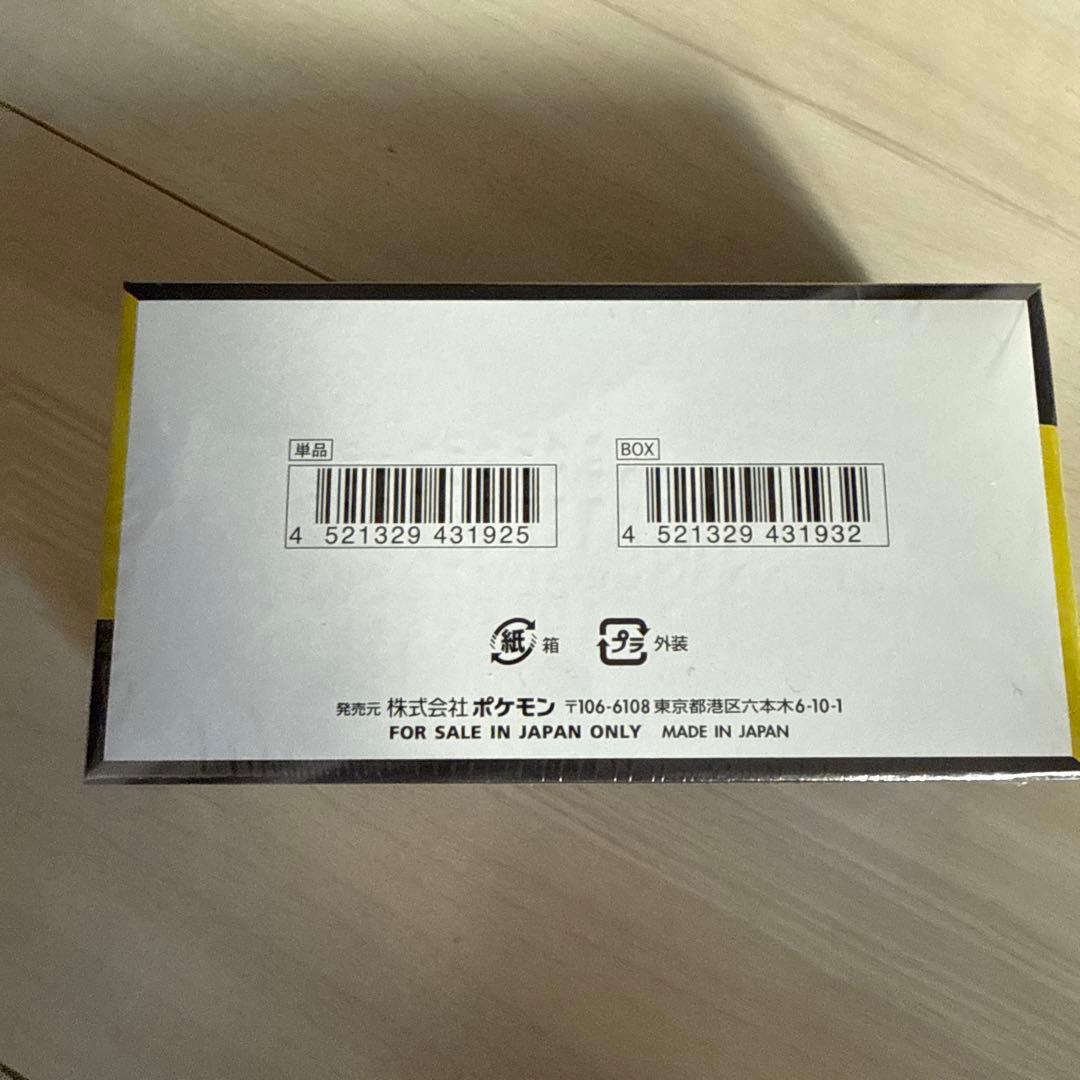 単品 BOX
4 521329 431925 4 521329 431932
紙 箱 プラ 外装
発売元 株式会社 ポケモン 〒106-6108 東京都港区六本木6-10-1
FOR SALE IN JAPAN ONLY MADE IN JAPAN